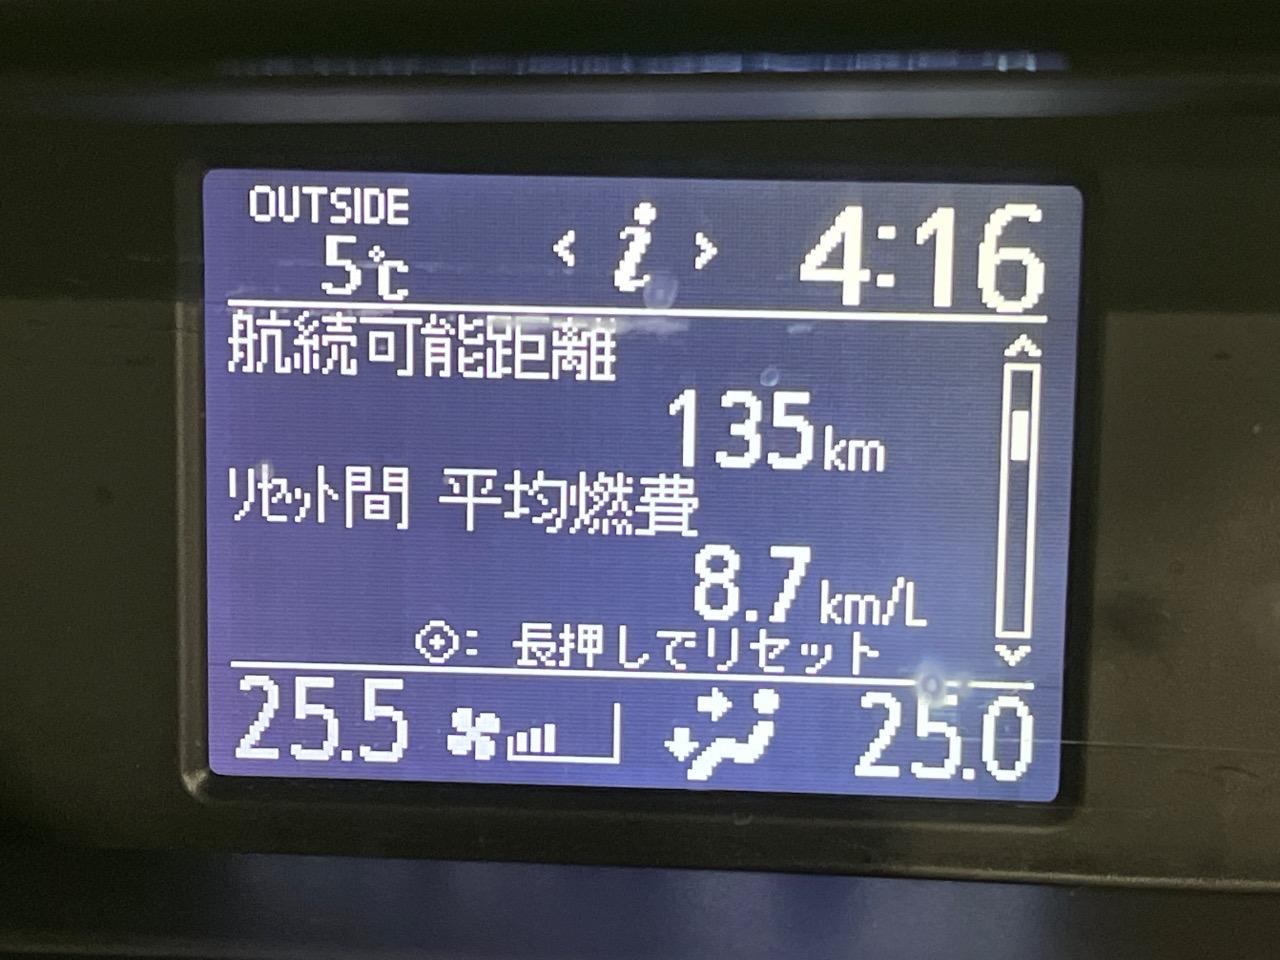 OUTSIDE
5℃
< i >
4:16
航続可能距離
135km
リセット間 平均燃費
8.7km/L
: 長押しでリセット
25.5
25.0